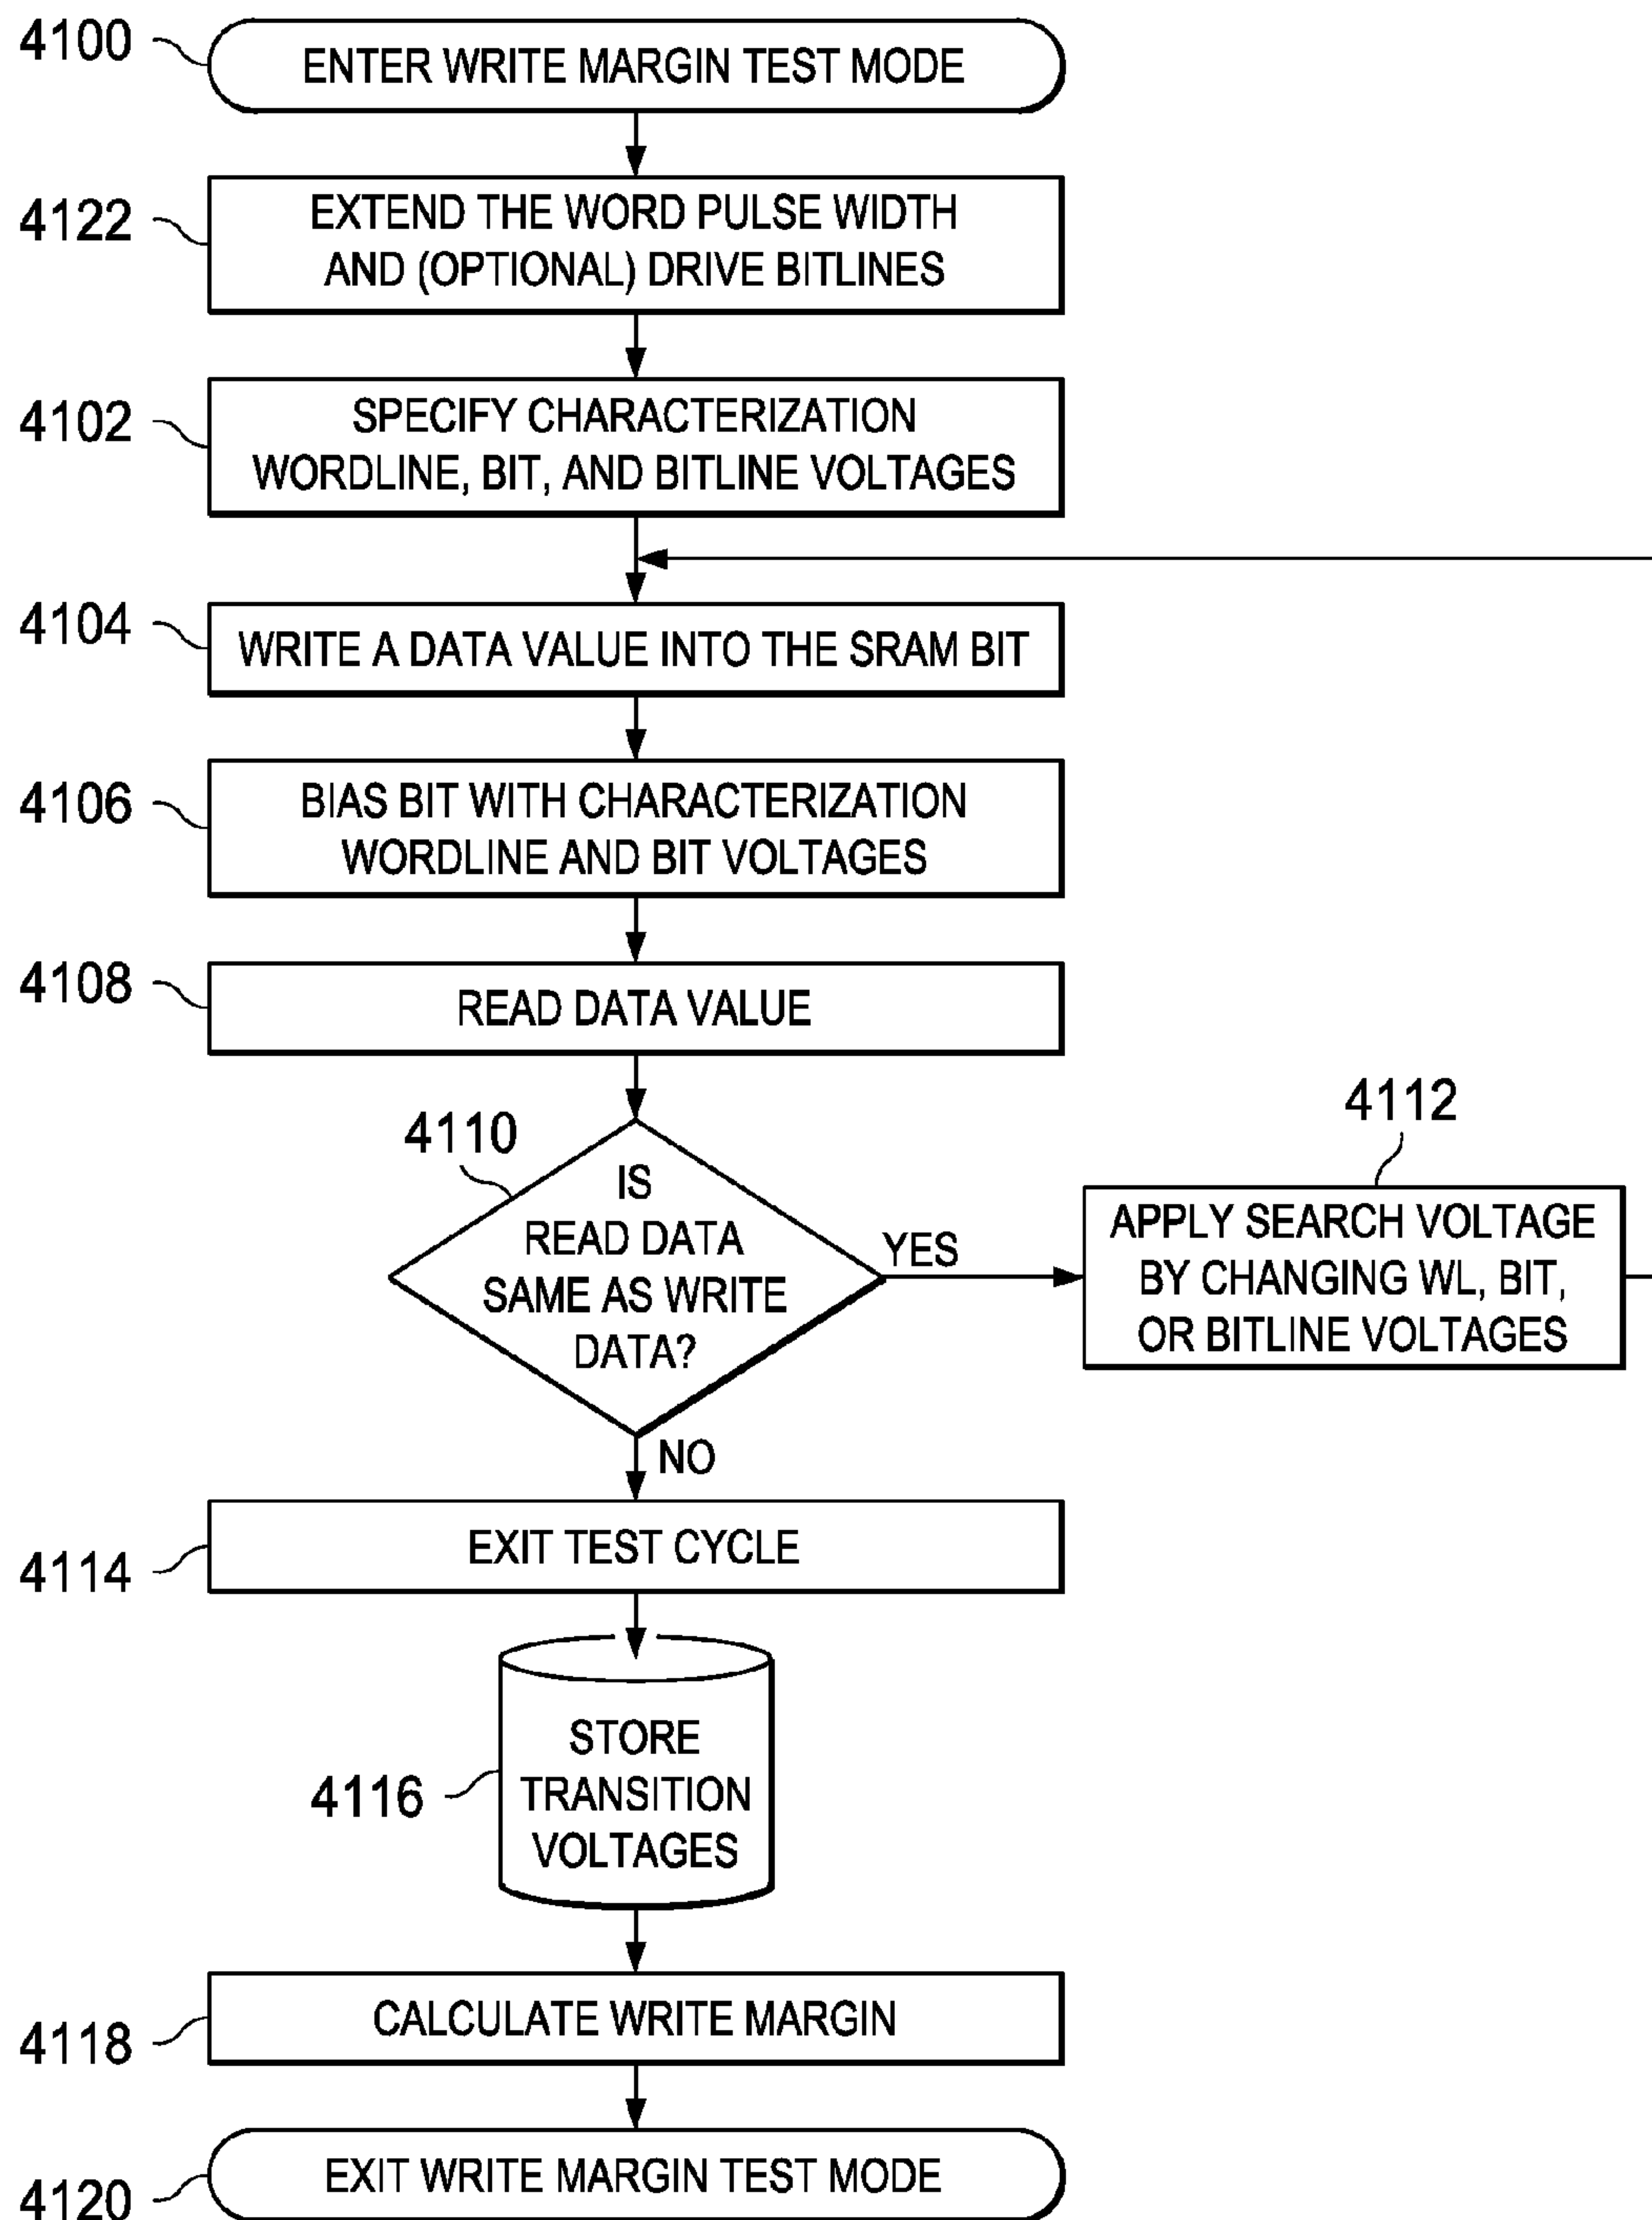 4100
ENTER WRITE MARGIN TEST MODE
4122
EXTEND THE WORD PULSE WIDTH
AND (OPTIONAL) DRIVE BITLINES
4102
SPECIFY CHARACTERIZATION
WORDLINE, BIT, AND BITLINE VOLTAGES
4104
WRITE A DATA VALUE INTO THE SRAM BIT
4106
BIAS BIT WITH CHARACTERIZATION
WORDLINE AND BIT VOLTAGES
4108
READ DATA VALUE
4110
IS
READ DATA
SAME AS WRITE
DATA?
YES
4112
APPLY SEARCH VOLTAGE
BY CHANGING WL, BIT,
OR BITLINE VOLTAGES
NO
4114
EXIT TEST CYCLE
4116
STORE
TRANSITION
VOLTAGES
4118
CALCULATE WRITE MARGIN
4120
EXIT WRITE MARGIN TEST MODE